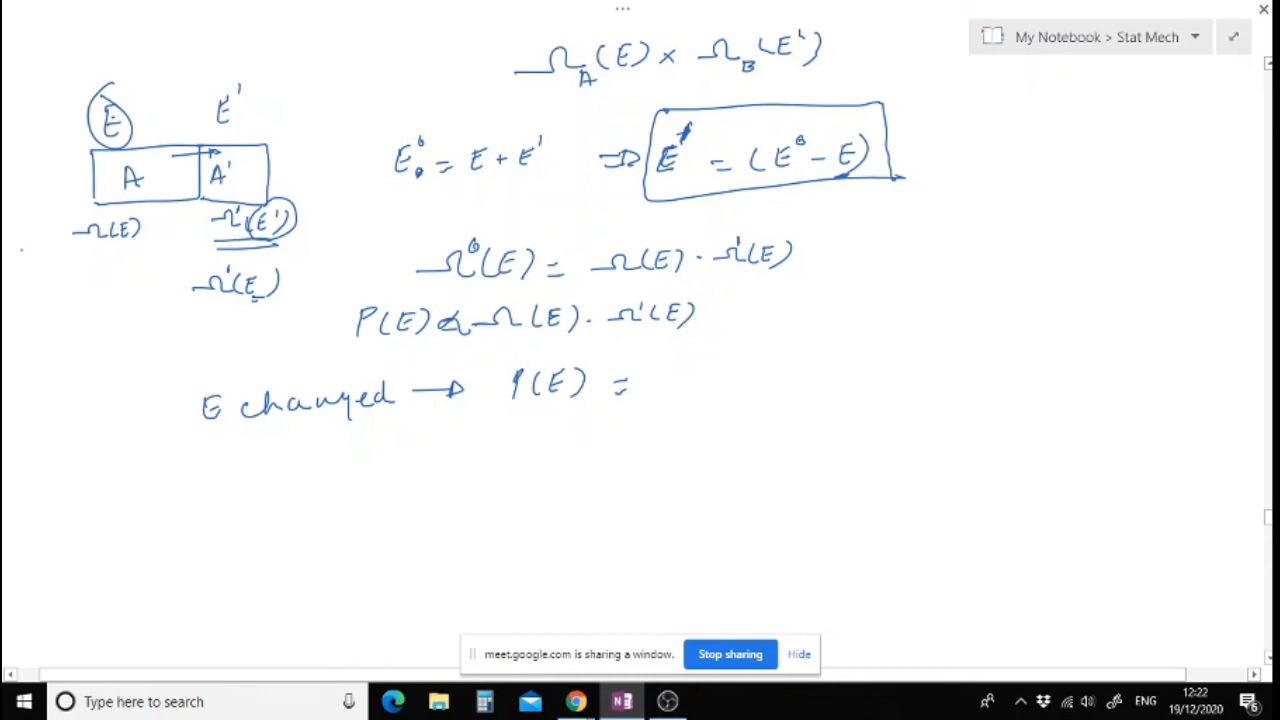 ...
My Notebook > Stat Mech
Ω_A(E) × Ω_B(E')
E E'
E⁰ = E + E' ⇒ E' = (E⁰ - E)
A A'
Ω(E) Ω'(E')
Ω⁰(E) = Ω(E) · Ω'(E)
Ω'(E)
P(E) ∝ Ω(E) · Ω'(E)
E changed → P(E) =
meet.google.com is sharing a window. Stop sharing Hide
Type here to search
ENG
12:22
19/12/2020
6